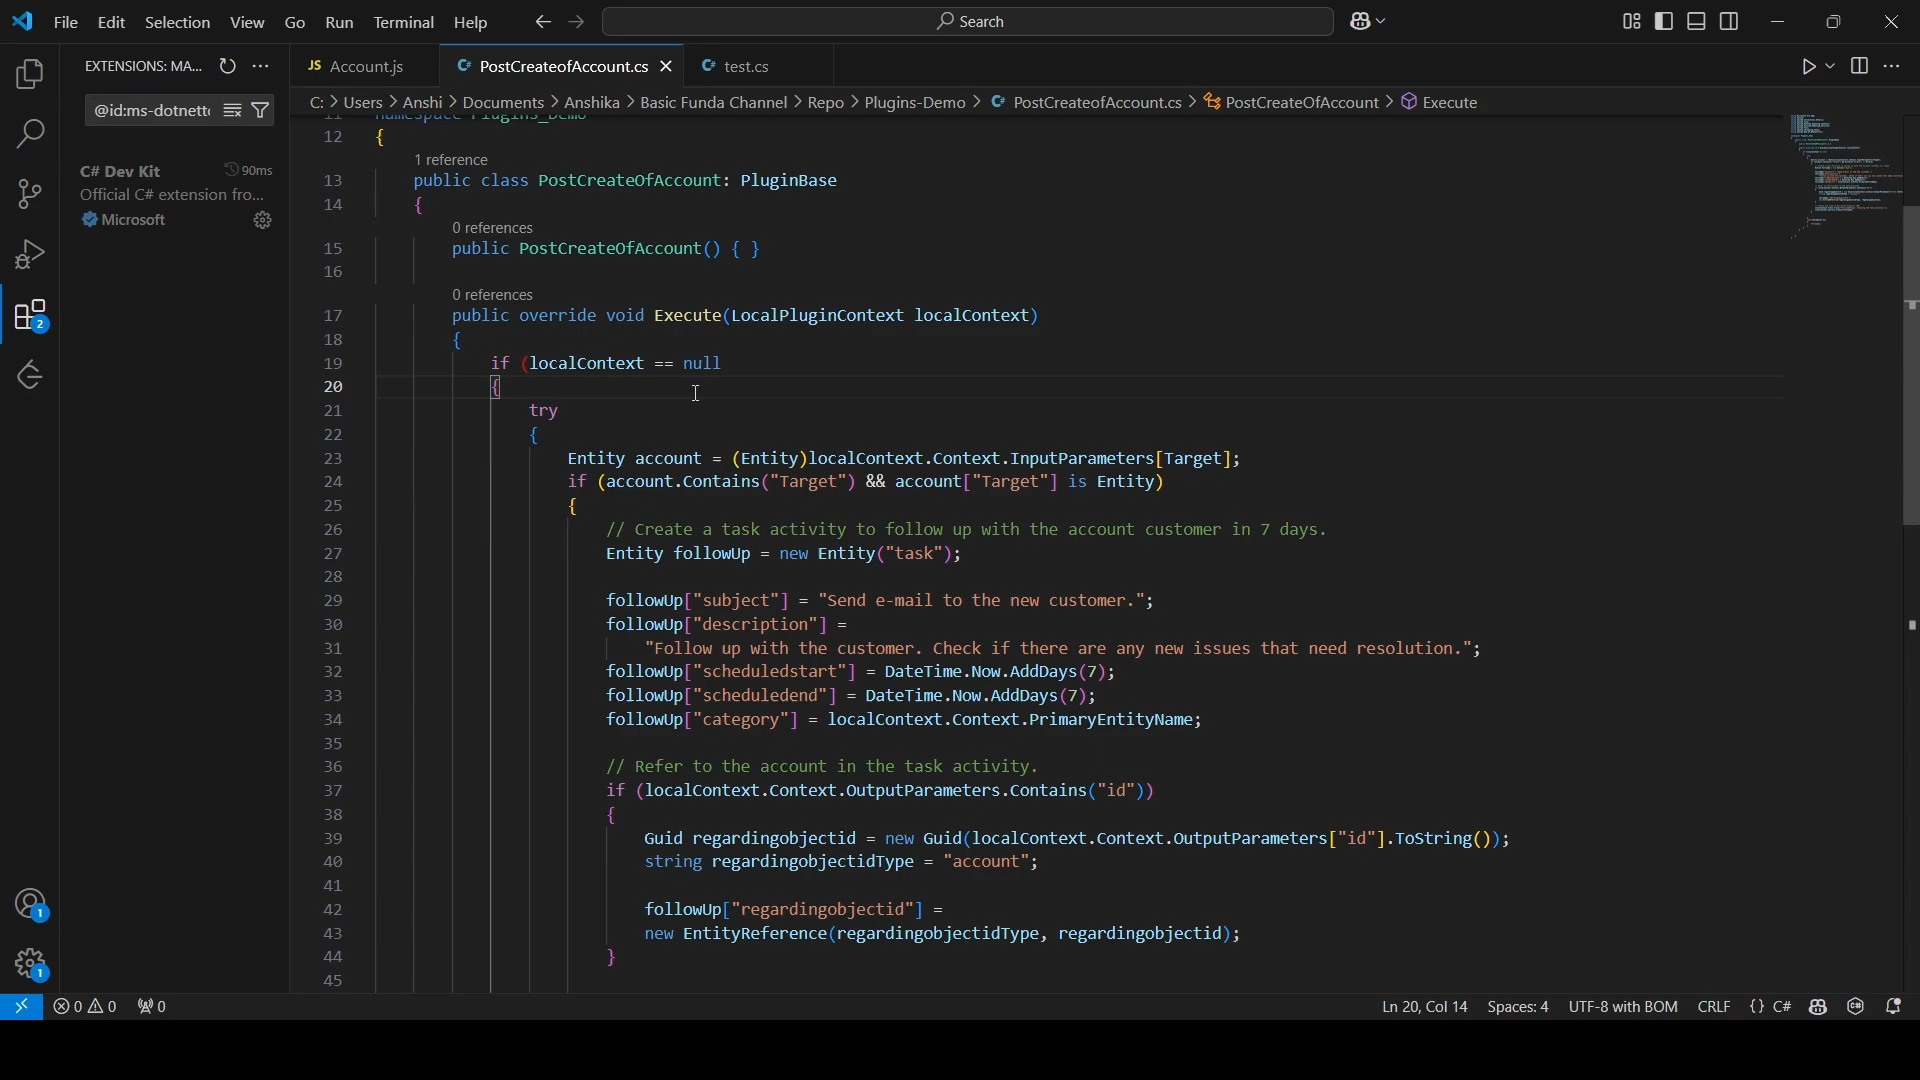 File Edit Selection View Go Run Terminal Help
Search
EXTENSIONS: MA...
JS Account.js
C# PostCreateofAccount.cs
C# test.cs
C: > Users > Anshi > Documents > Anshika > Basic Funda Channel > Repo > Plugins-Demo > C# PostCreateofAccount.cs > PostCreateOfAccount > Execute
@id:ms-dotnett
C# Dev Kit 90ms
Official C# extension fro...
Microsoft
2
1
1
11 namespace Plugins_Demo
12 {
1 reference
13 public class PostCreateOfAccount: PluginBase
14 {
0 references
15 public PostCreateOfAccount() { }
16
0 references
17 public override void Execute(LocalPluginContext localContext)
18 {
19 if (localContext == null
20 {
21 try
22 {
23 Entity account = (Entity)localContext.Context.InputParameters[Target];
24 if (account.Contains("Target") && account["Target"] is Entity)
25 {
26 // Create a task activity to follow up with the account customer in 7 days.
27 Entity followUp = new Entity("task");
28
29 followUp["subject"] = "Send e-mail to the new customer.";
30 followUp["description"] =
31 "Follow up with the customer. Check if there are any new issues that need resolution.";
32 followUp["scheduledstart"] = DateTime.Now.AddDays(7);
33 followUp["scheduledend"] = DateTime.Now.AddDays(7);
34 followUp["category"] = localContext.Context.PrimaryEntityName;
35
36 // Refer to the account in the task activity.
37 if (localContext.Context.OutputParameters.Contains("id"))
38 {
39 Guid regardingobjectid = new Guid(localContext.Context.OutputParameters["id"].ToString());
40 string regardingobjectidType = "account";
41
42 followUp["regardingobjectid"] =
43 new EntityReference(regardingobjectidType, regardingobjectid);
44 }
45
0 0 0
Ln 20, Col 14 Spaces: 4 UTF-8 with BOM CRLF {} C#